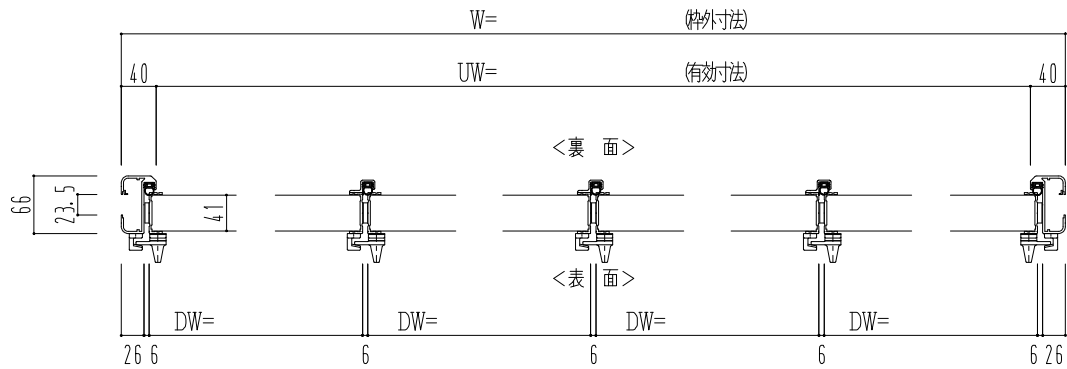 W= (枠外寸法)
40 UW= (有効寸法) 40
<裏 面>
66 23.5 41
<表 面>
DW= DW= DW= DW=
26 6 6 6 6 6 26